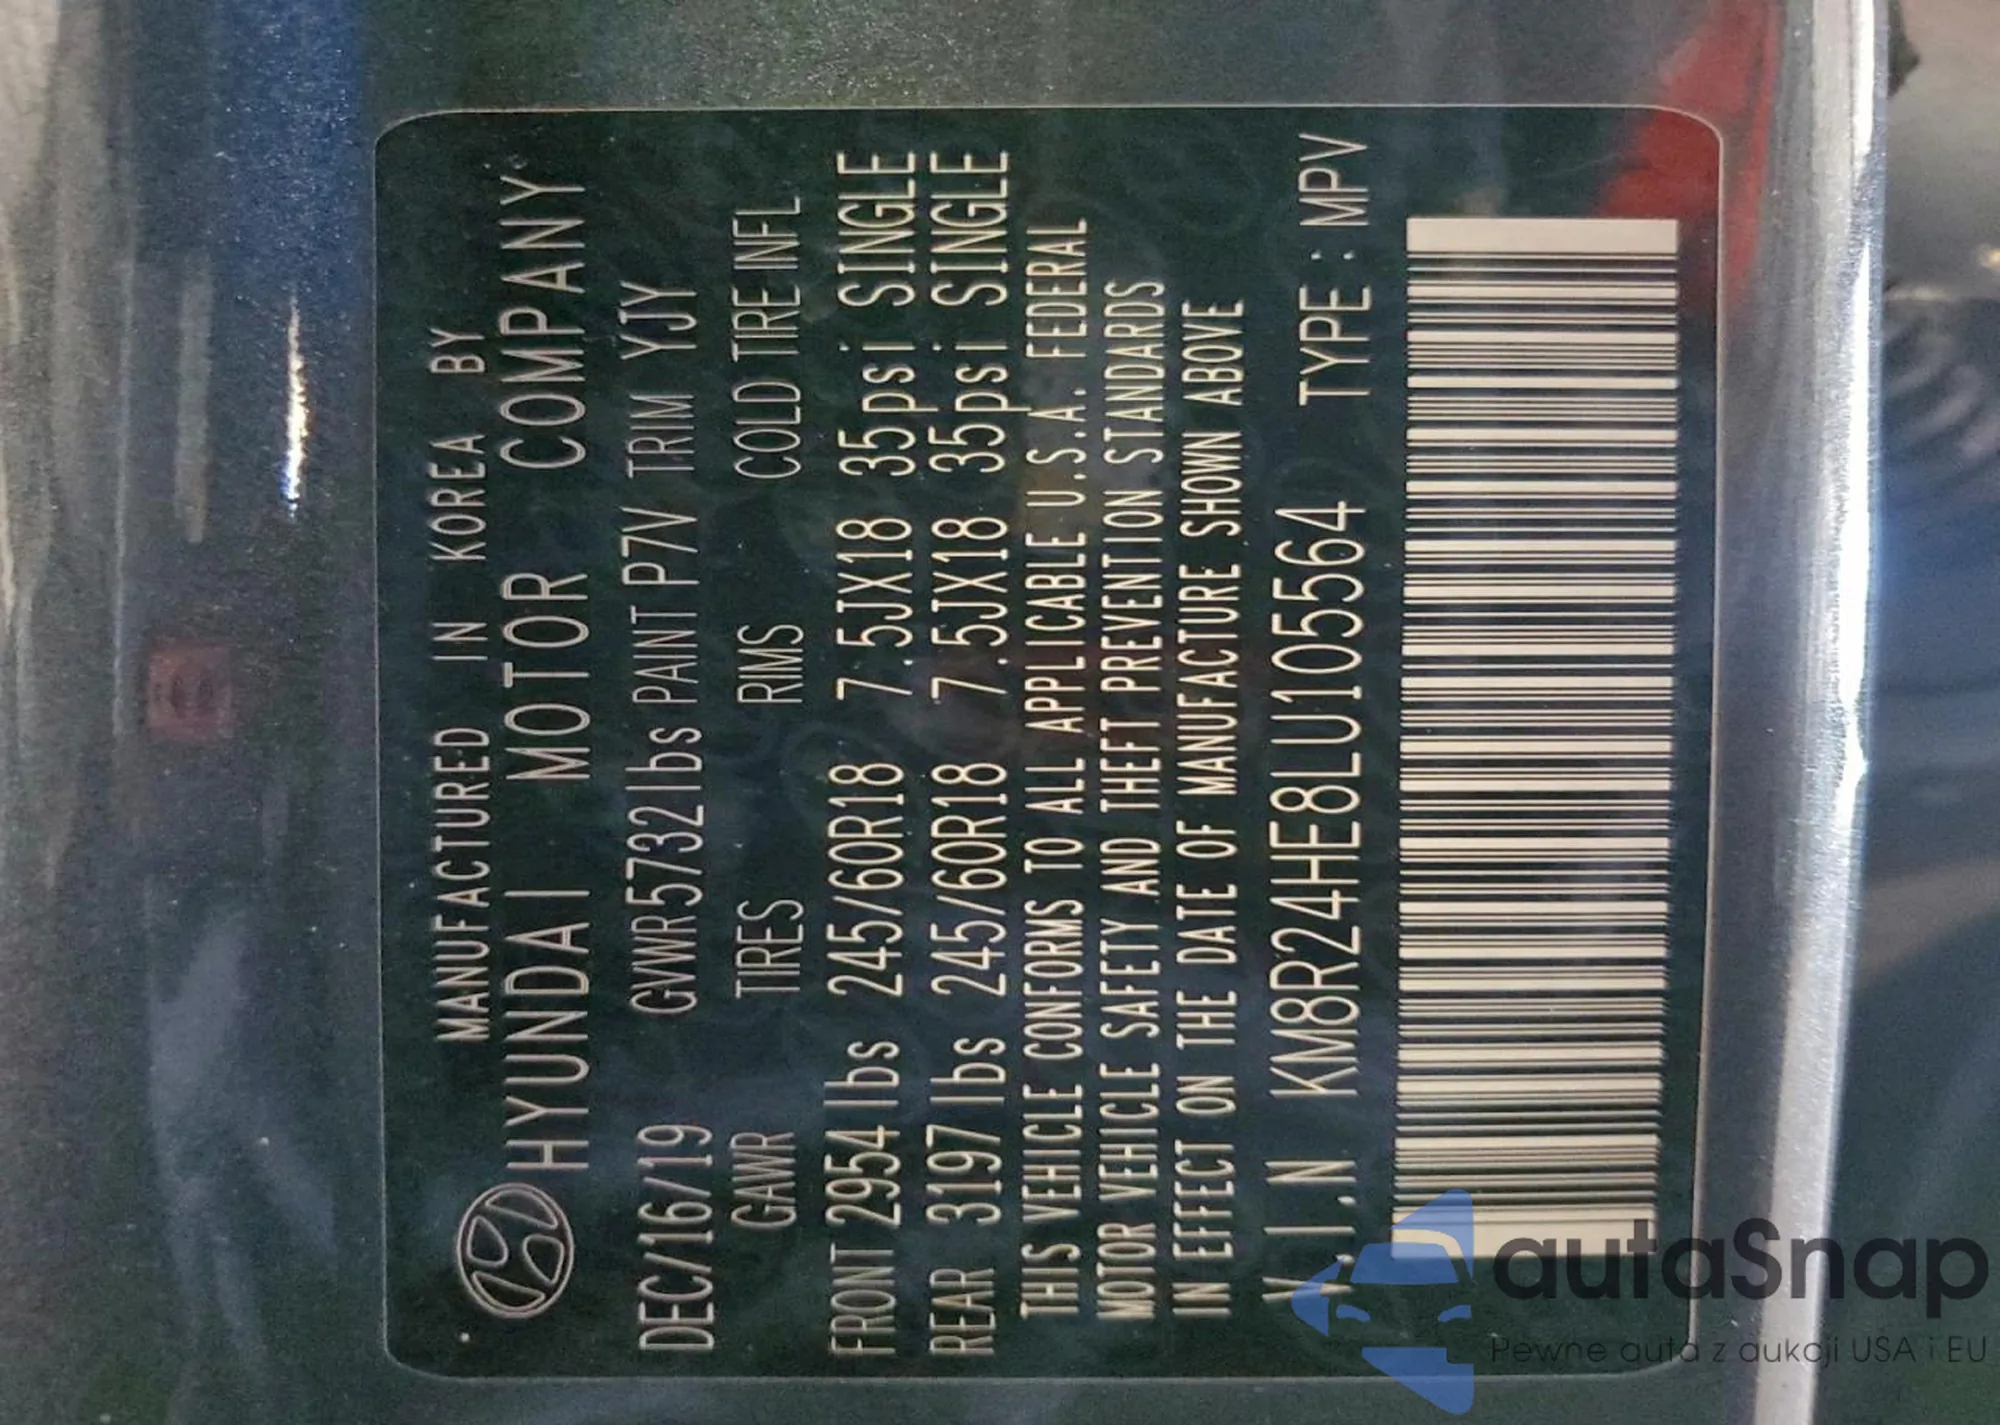 MANUFACTURED IN KOREA BY
HYUNDAI MOTOR COMPANY
DEC/16/19 GVWR5732lbs PAINT P7V TRIM YJY
GAWR TIRES RIMS COLD TIRE INFL
FRONT 2954 lbs 245/60R18 7.5JX18 35psi SINGLE
REAR 3197 lbs 245/60R18 7.5JX18 35psi SINGLE
THIS VEHICLE CONFORMS TO ALL APPLICABLE U.S.A. FEDERAL
MOTOR VEHICLE SAFETY AND THEFT PREVENTION STANDARDS
IN EFFECT ON THE DATE OF MANUFACTURE SHOWN ABOVE
V.I.N KM8R24HE8LU105564 TYPE : MPV
autaSnap
Pewne auta z aukcji USA i EU